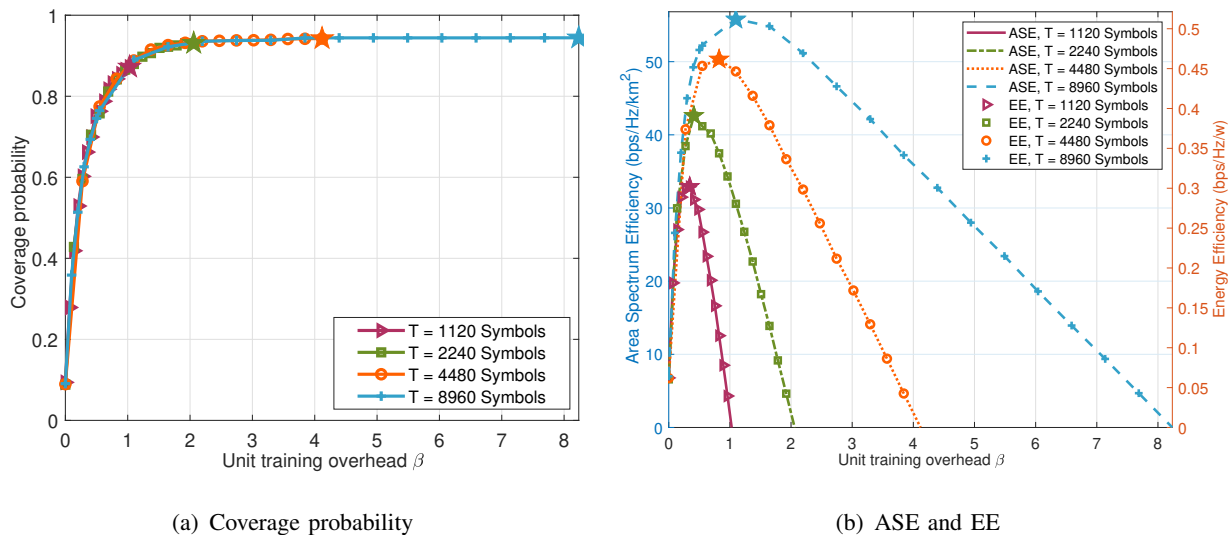 1
0.8
0.6
0.4
0.2
0
Coverage probability
0 1 2 3 4 5 6 7 8
Unit training overhead β
T = 1120 Symbols
T = 2240 Symbols
T = 4480 Symbols
T = 8960 Symbols
(a) Coverage probability
50
40
30
20
10
0
Area Spectrum Efficiency (bps/Hz/km²)
0 1 2 3 4 5 6 7 8
Unit training overhead β
0.5
0.45
0.4
0.35
0.3
0.25
0.2
0.15
0.1
0.05
0
Energy Efficiency (bps/Hz/w)
ASE, T = 1120 Symbols
ASE, T = 2240 Symbols
ASE, T = 4480 Symbols
ASE, T = 8960 Symbols
EE, T = 1120 Symbols
EE, T = 2240 Symbols
EE, T = 4480 Symbols
EE, T = 8960 Symbols
(b) ASE and EE